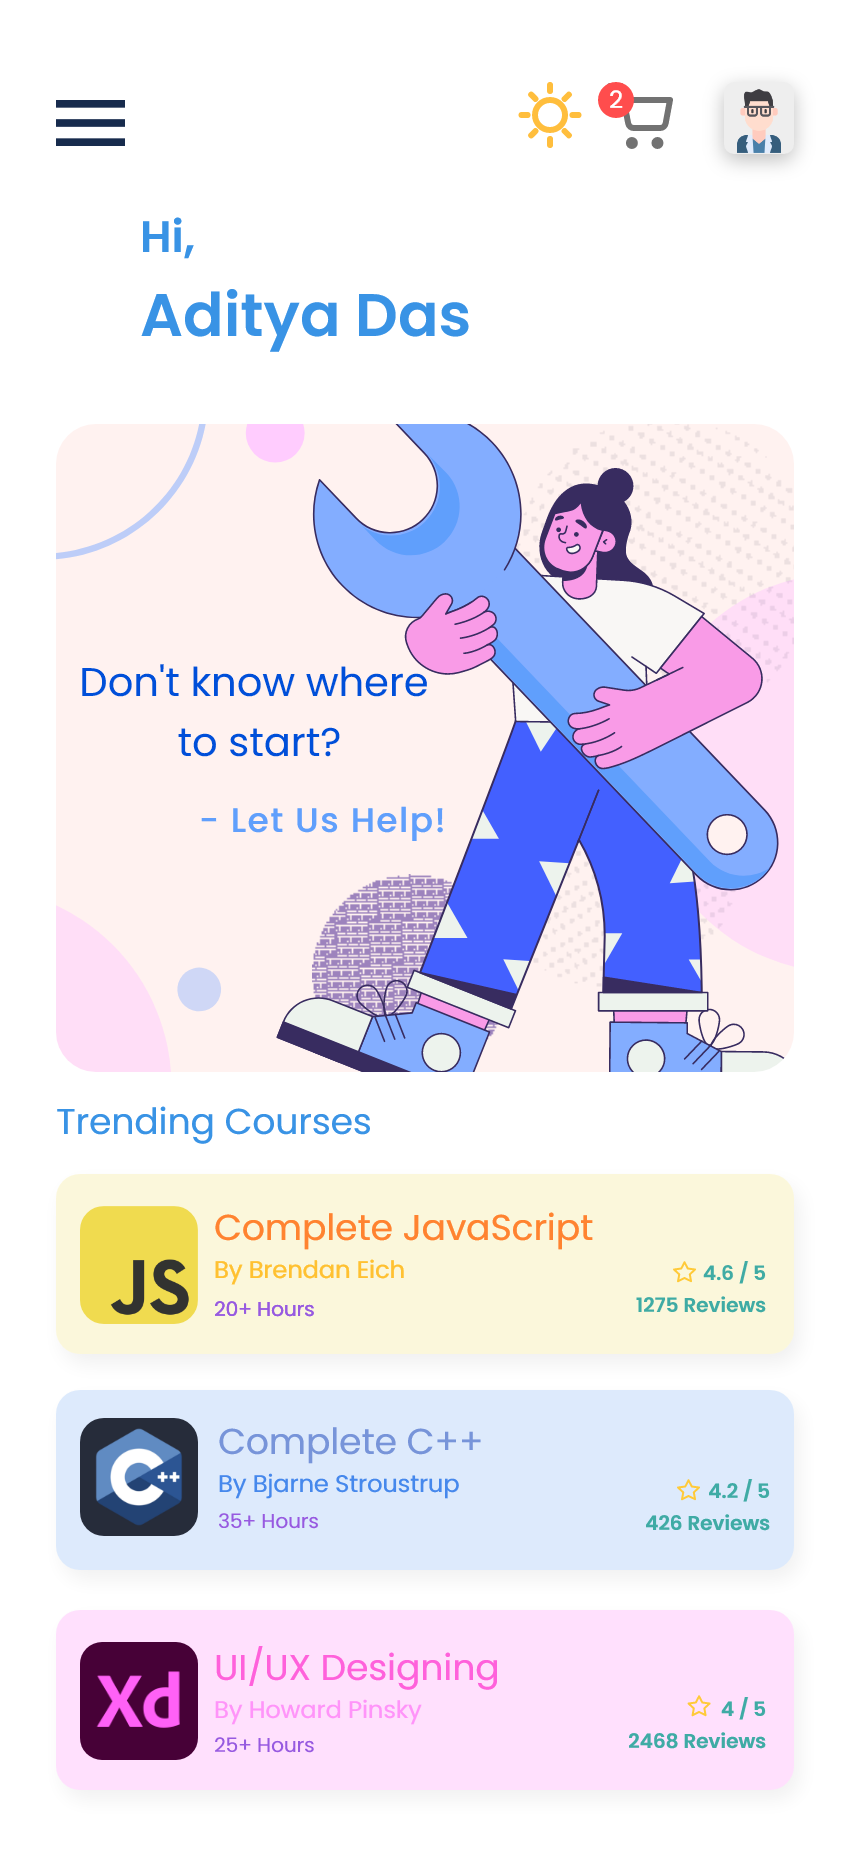 2
Hi,
Aditya Das
Don't know where
to start?
- Let Us Help!
Trending Courses
JS
Complete JavaScript
By Brendan Eich
20+ Hours
4.6 / 5
1275 Reviews
C++
Complete C++
By Bjarne Stroustrup
35+ Hours
4.2 / 5
426 Reviews
Xd
UI/UX Designing
By Howard Pinsky
25+ Hours
4 / 5
2468 Reviews